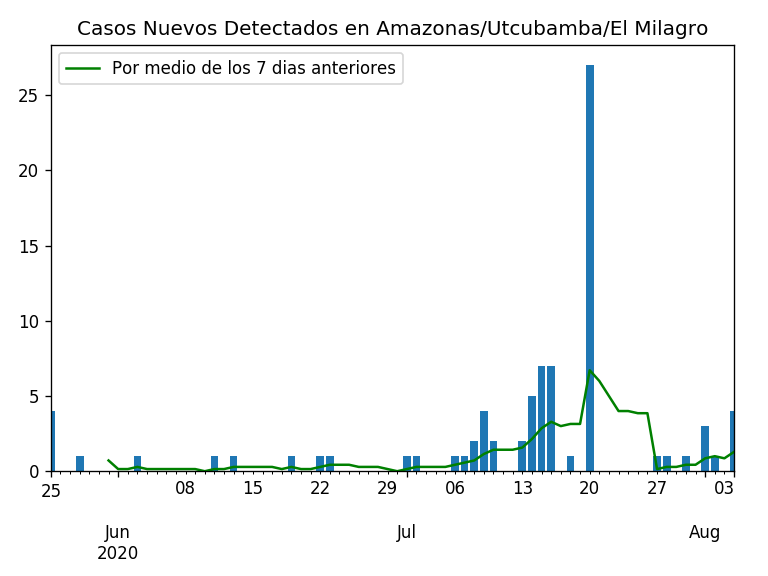 Casos Nuevos Detectados en Amazonas/Utcubamba/El Milagro
Por medio de los 7 dias anteriores
25
20
15
10
5
0
25 08 15 22 29 06 13 20 27 03
Jun Jul Aug
2020